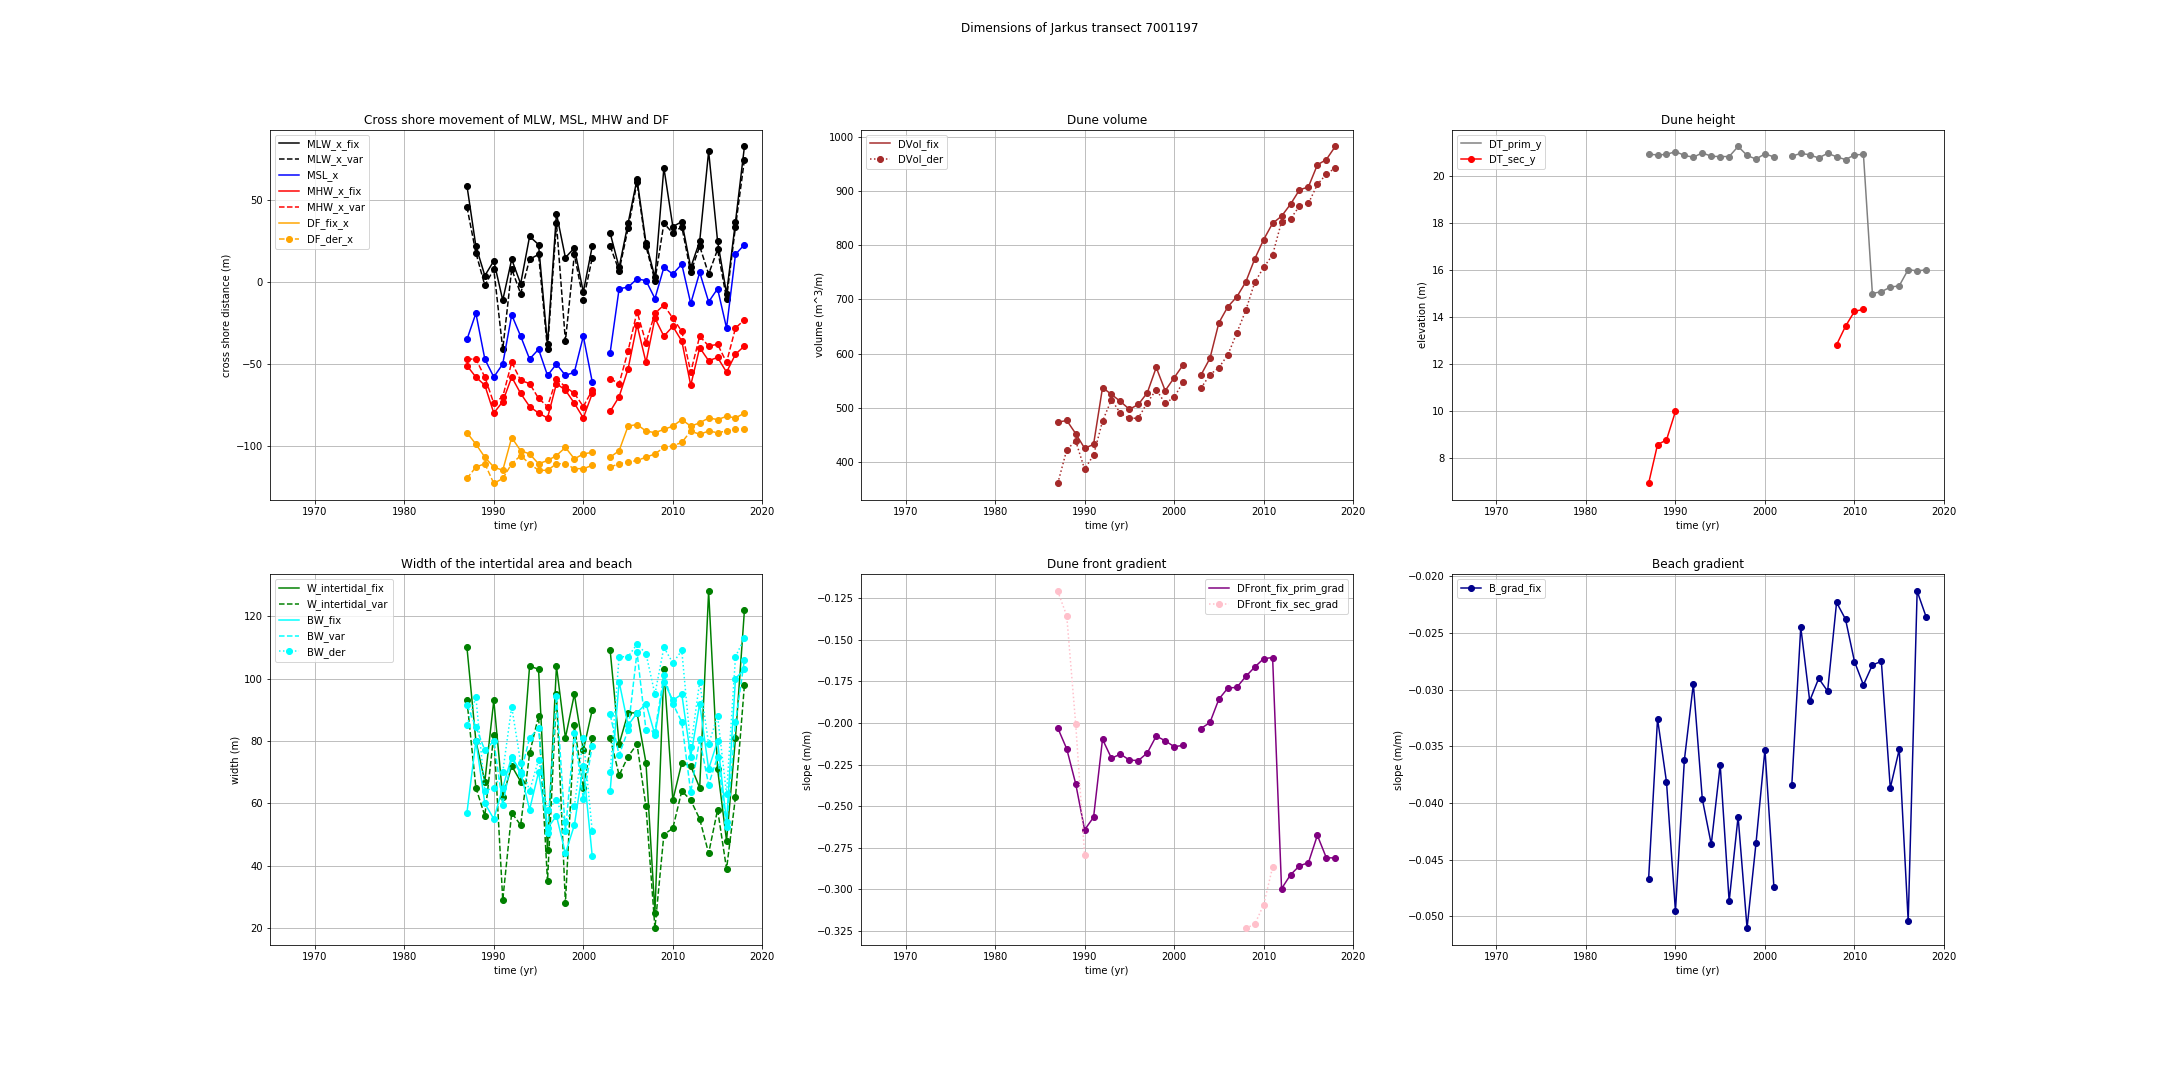 Dimensions of Jarkus transect 7001197
Cross shore movement of MLW, MSL, MHW and DF
MLW_x_fix
MLW_x_var
MSL_x
MHW_x_fix
MHW_x_var
DF_fix_x
DF_der_x
50
0
−50
−100
cross shore distance (m)
1970 1980 1990 2000 2010 2020
time (yr)
Dune volume
DVol_fix
DVol_der
1000
900
800
700
600
500
400
volume (m^3/m)
1970 1980 1990 2000 2010 2020
time (yr)
Dune height
DT_prim_y
DT_sec_y
20
18
16
14
12
10
8
elevation (m)
1970 1980 1990 2000 2010 2020
time (yr)
Width of the intertidal area and beach
W_intertidal_fix
W_intertidal_var
BW_fix
BW_var
BW_der
120
100
80
60
40
20
width (m)
1970 1980 1990 2000 2010 2020
time (yr)
Dune front gradient
DFront_fix_prim_grad
DFront_fix_sec_grad
−0.125
−0.150
−0.175
−0.200
−0.225
−0.250
−0.275
−0.300
−0.325
slope (m/m)
1970 1980 1990 2000 2010 2020
time (yr)
Beach gradient
B_grad_fix
−0.020
−0.025
−0.030
−0.035
−0.040
−0.045
−0.050
slope (m/m)
1970 1980 1990 2000 2010 2020
time (yr)